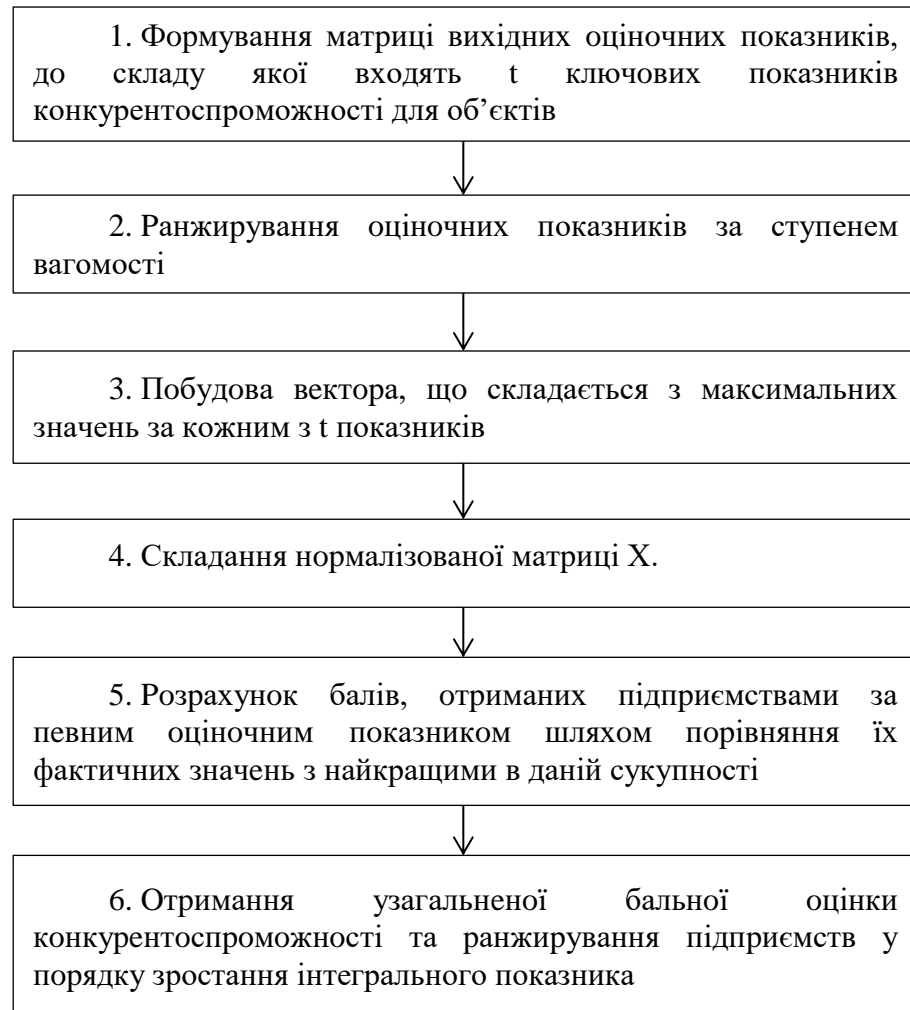 1. Формування матриці вихідних оціночних показників,
до складу якої входять t ключових показників
конкурентоспроможності для об’єктів
2. Ранжирування оціночних показників за ступенем
вагомості
3. Побудова вектора, що складається з максимальних
значень за кожним з t показників
4. Складання нормалізованої матриці X.
5. Розрахунок балів, отриманих підприємствами за
певним оціночним показником шляхом порівняння їх
фактичних значень з найкращими в даній сукупності
6. Отримання узагальненої бальної оцінки
конкурентоспроможності та ранжирування підприємств у
порядку зростання інтегрального показника